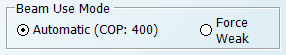 Beam Use Mode
Automatic (COP: 400)
Force
Weak